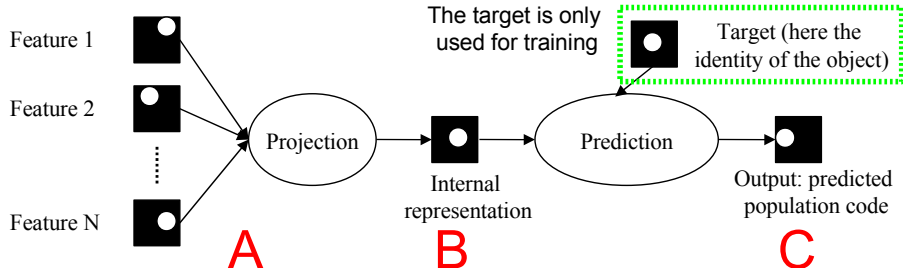 Feature 1
Feature 2
Feature N
The target is only
used for training
Target (here the
identity of the object)
Projection
Internal
representation
Prediction
Output: predicted
population code
A
B
C